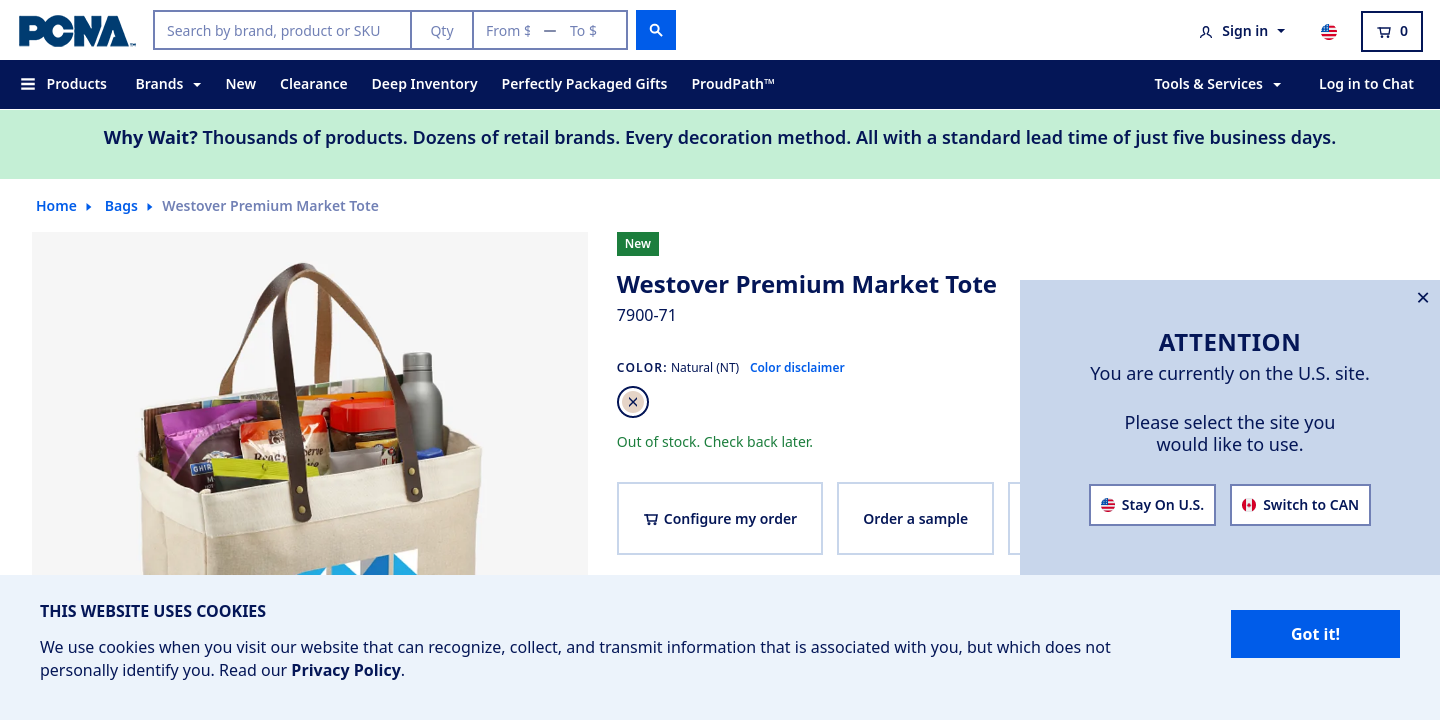 PCNA™
Search by brand, product or SKU
Qty
From $ — To $
Sign in
0
Products
Brands
New
Clearance
Deep Inventory
Perfectly Packaged Gifts
ProudPath™
Tools & Services
Log in to Chat
Why Wait? Thousands of products. Dozens of retail brands. Every decoration method. All with a standard lead time of just five business days.
Home
Bags
Westover Premium Market Tote
New
Westover Premium Market Tote
7900-71
COLOR: Natural (NT) Color disclaimer
Out of stock. Check back later.
Configure my order
Order a sample
ATTENTION
You are currently on the U.S. site.
Please select the site you
would like to use.
Stay On U.S.
Switch to CAN
THIS WEBSITE USES COOKIES
We use cookies when you visit our website that can recognize, collect, and transmit information that is associated with you, but which does not
personally identify you. Read our Privacy Policy.
Got it!